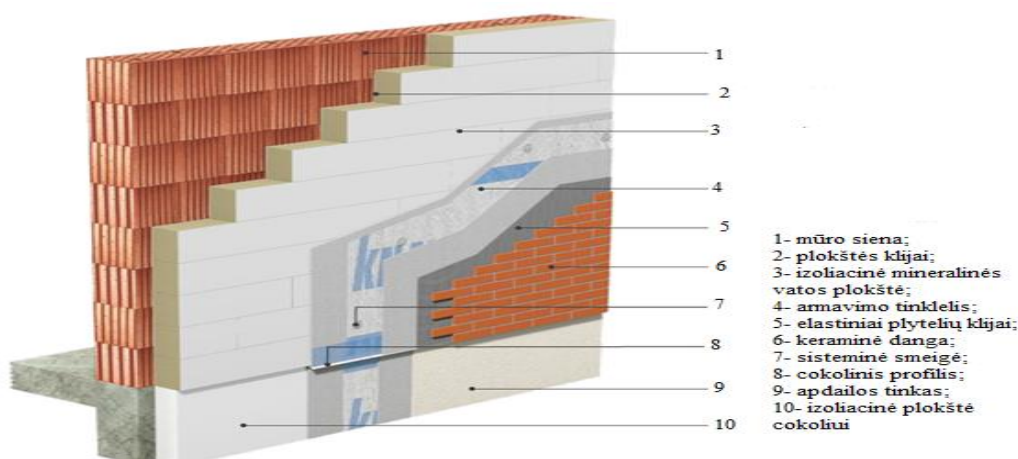 1
2
3
4
5
6
7
8
9
10
1- mūro siena;
2- plokštės klijai;
3- izoliacinė mineralinės
vatos plokštė;
4- armavimo tinklelis;
5- elastiniai plytelių klijai;
6- keraminė danga;
7- sisteminė smeigė;
8- cokolinis profilis;
9- apdailos tinkas;
10- izoliacinė plokštė
cokoliui